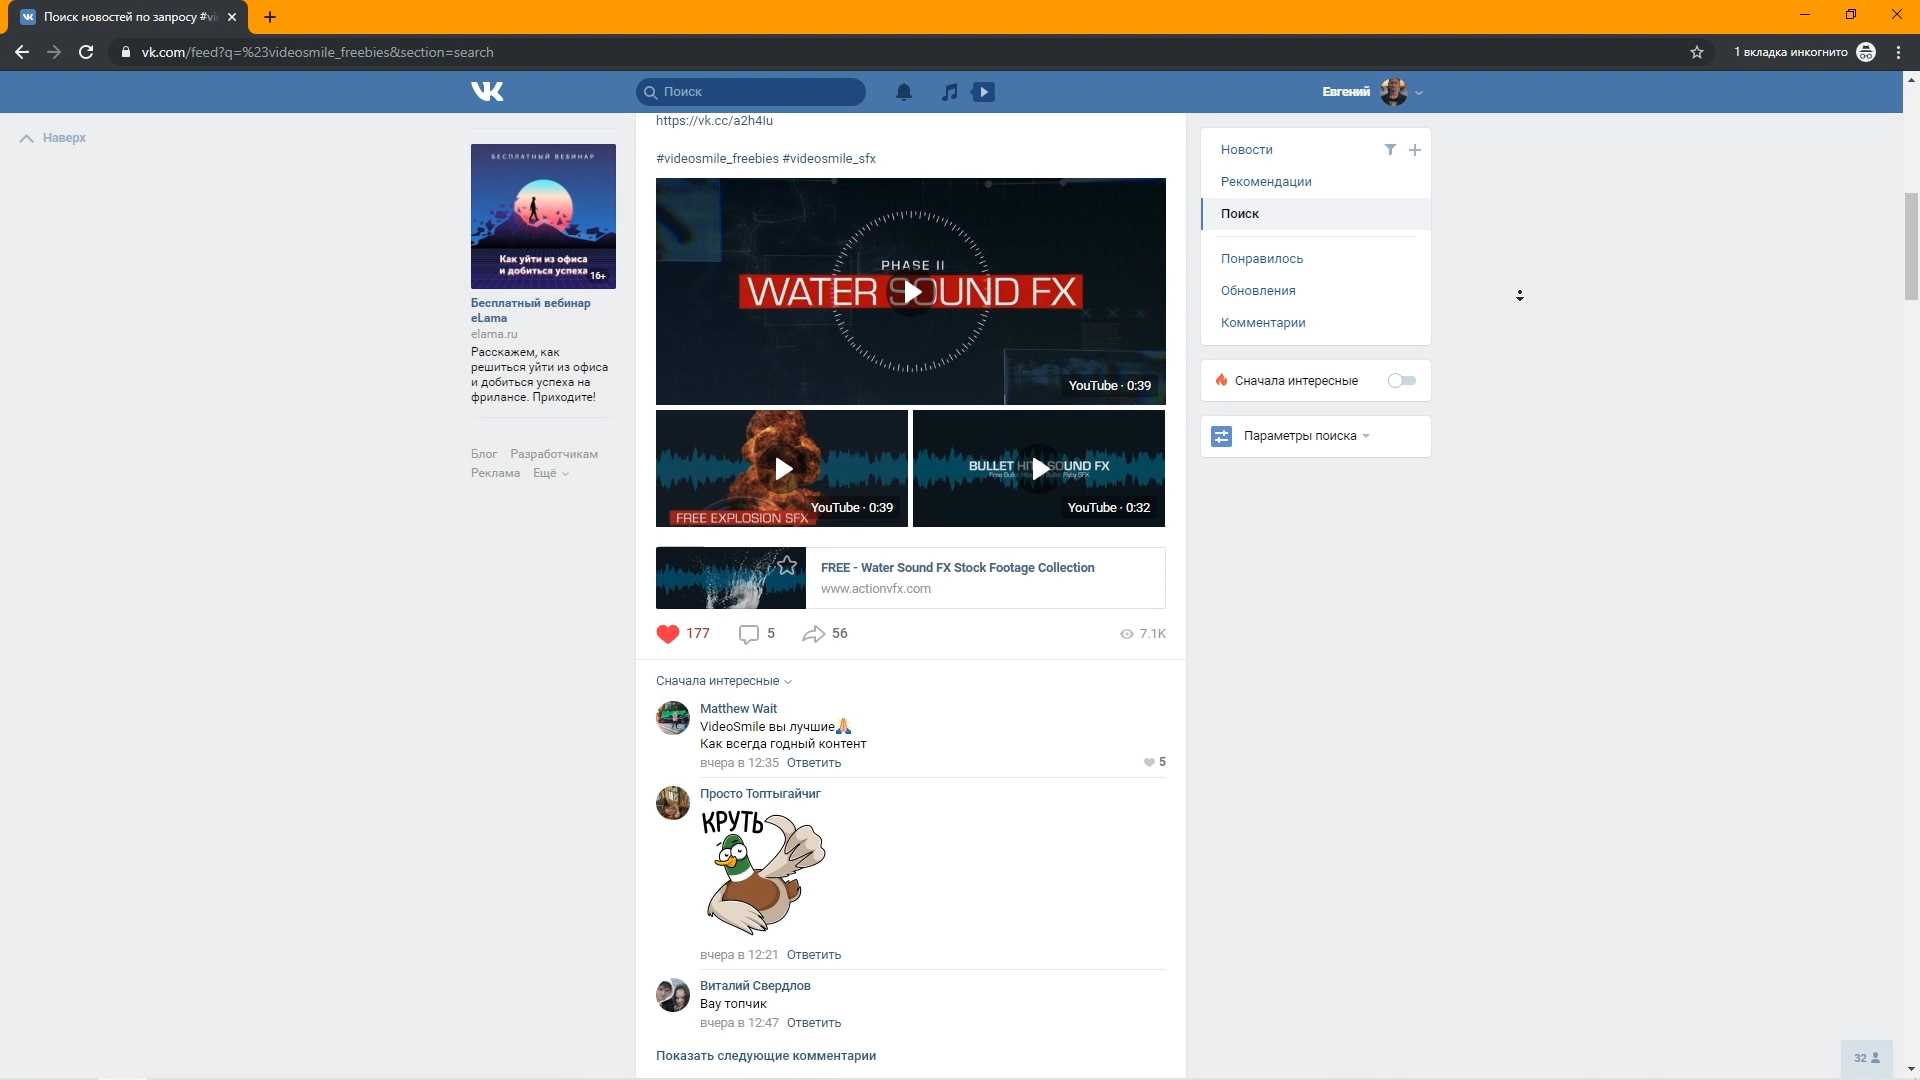 Поиск новостей по запросу #vi
vk.com/feed?q=%23videosmile_freebies&section=search
1 вкладка инкогнито
Поиск
Евгений
Наверх
БЕСПЛАТНЫЙ ВЕБИНАР
Как уйти из офиса
и добиться успеха
16+
Бесплатный вебинар
eLama
elama.ru
Расскажем, как
решиться уйти из офиса
и добиться успеха на
фрилансе. Приходите!
Блог Разработчикам
Реклама Ещё
https://vk.cc/a2h4lu
#videosmile_freebies #videosmile_sfx
PHASE II
WATER SOUND FX
YouTube · 0:39
FREE EXPLOSION SFX
YouTube · 0:39
BULLET HIT SOUND FX
YouTube · 0:32
FREE - Water Sound FX Stock Footage Collection
www.actionvfx.com
177 5 56 7.1K
Сначала интересные
Matthew Wait
VideoSmile вы лучшие🙏
Как всегда годный контент
вчера в 12:35 Ответить
5
Просто Топтыгайчиг
КРУТЬ
вчера в 12:21 Ответить
Виталий Свердлов
Вау топчик
вчера в 12:47 Ответить
Показать следующие комментарии
Новости
Рекомендации
Поиск
Понравилось
Обновления
Комментарии
Сначала интересные
Параметры поиска
32